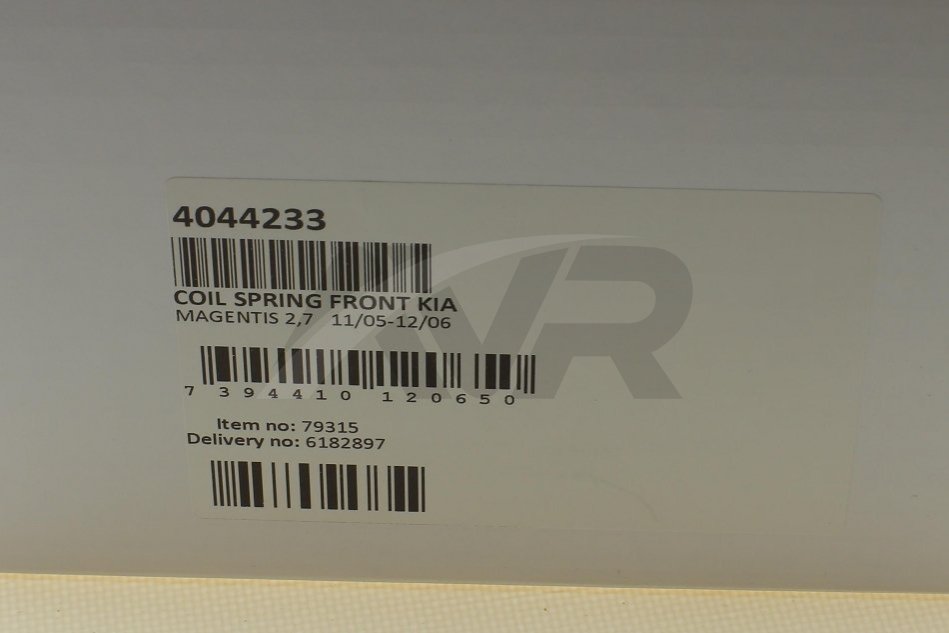 4044233
COIL SPRING FRONT KIA
MAGENTIS 2,7 11/05-12/06
7 394410 120650
Item no: 79315
Delivery no: 6182897